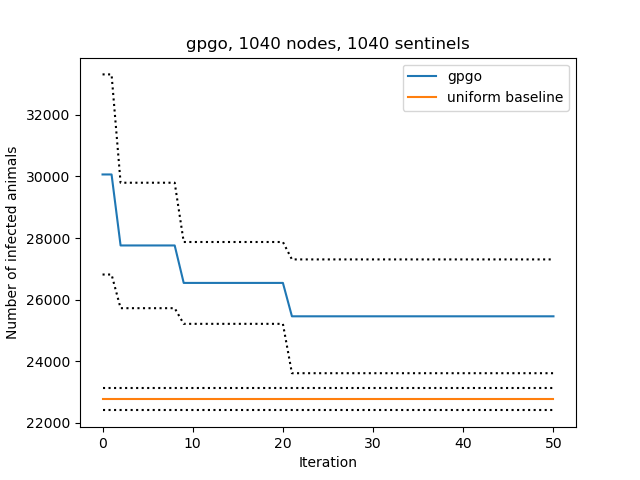 gpgo, 1040 nodes, 1040 sentinels
gpgo
uniform baseline
Number of infected animals
32000
30000
28000
26000
24000
22000
0 10 20 30 40 50
Iteration